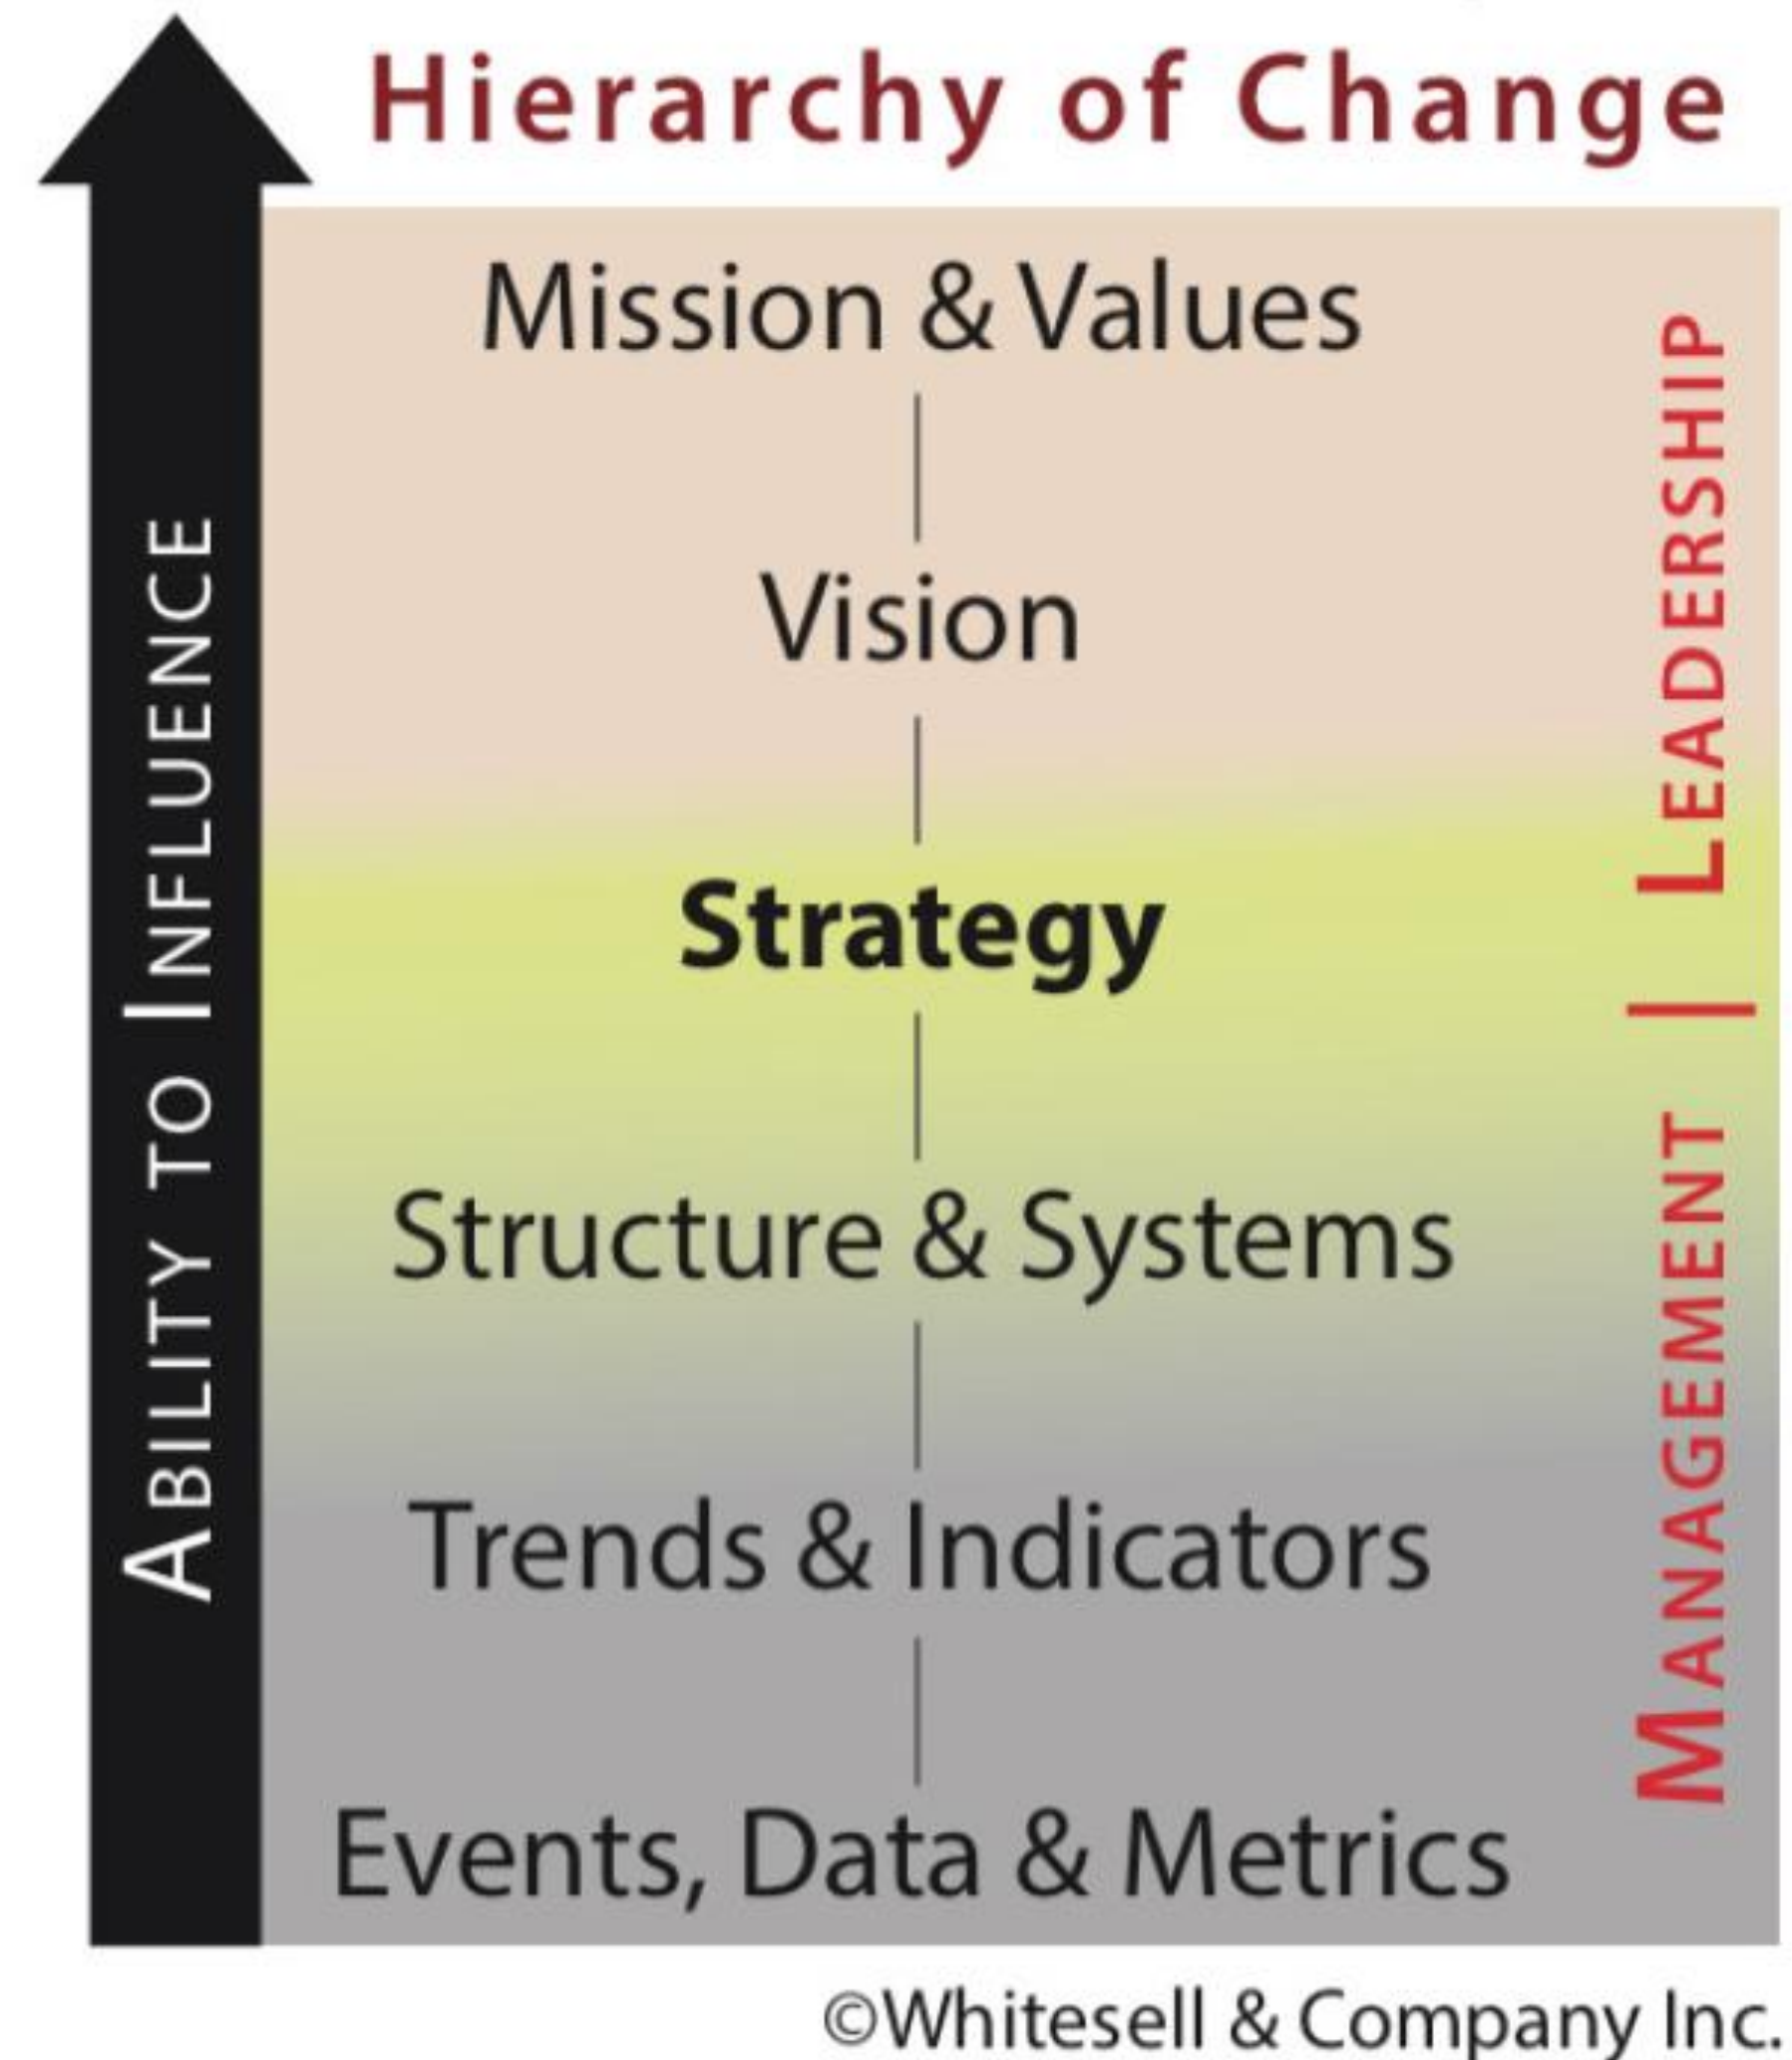 Hierarchy of Change
Mission & Values
Vision
Strategy
Structure & Systems
Trends & Indicators
Events, Data & Metrics
ABILITY TO INFLUENCE
MANAGEMENT | LEADERSHIP
©Whitesell & Company Inc.